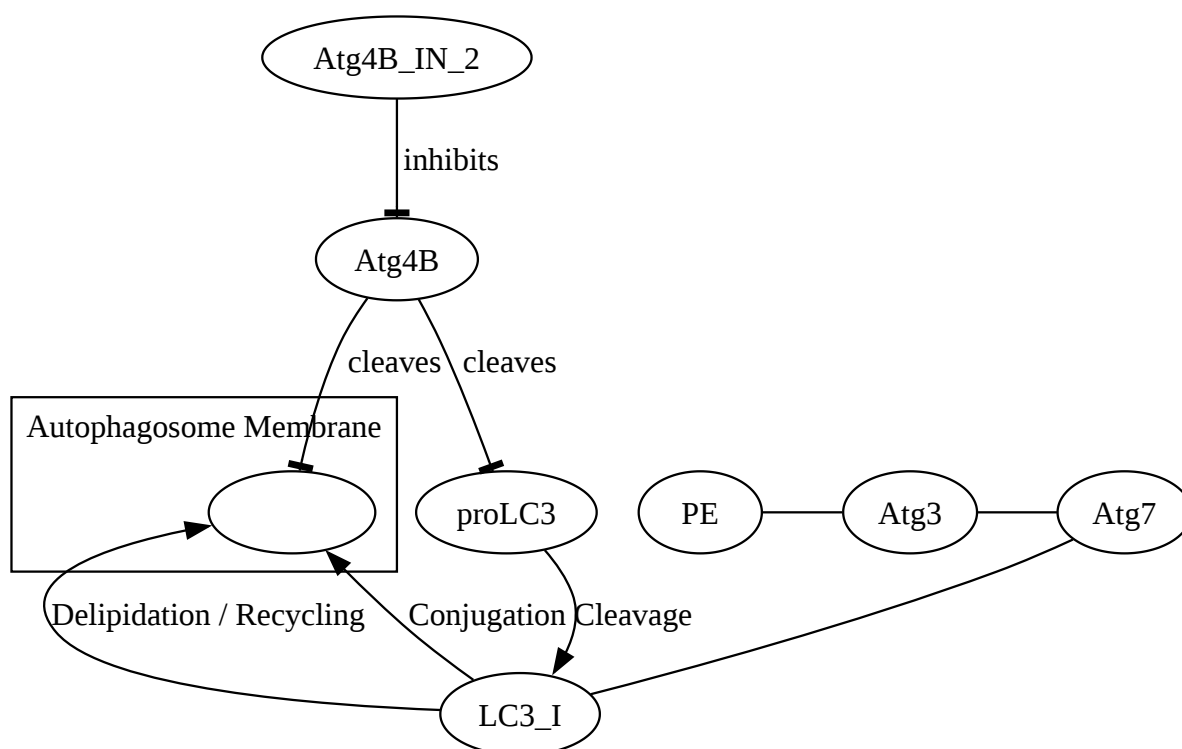 Atg4B_IN_2
inhibits
Atg4B
cleaves
cleaves
Autophagosome Membrane
proLC3
PE
Atg3
Atg7
Delipidation / Recycling
Conjugation
Cleavage
LC3_I